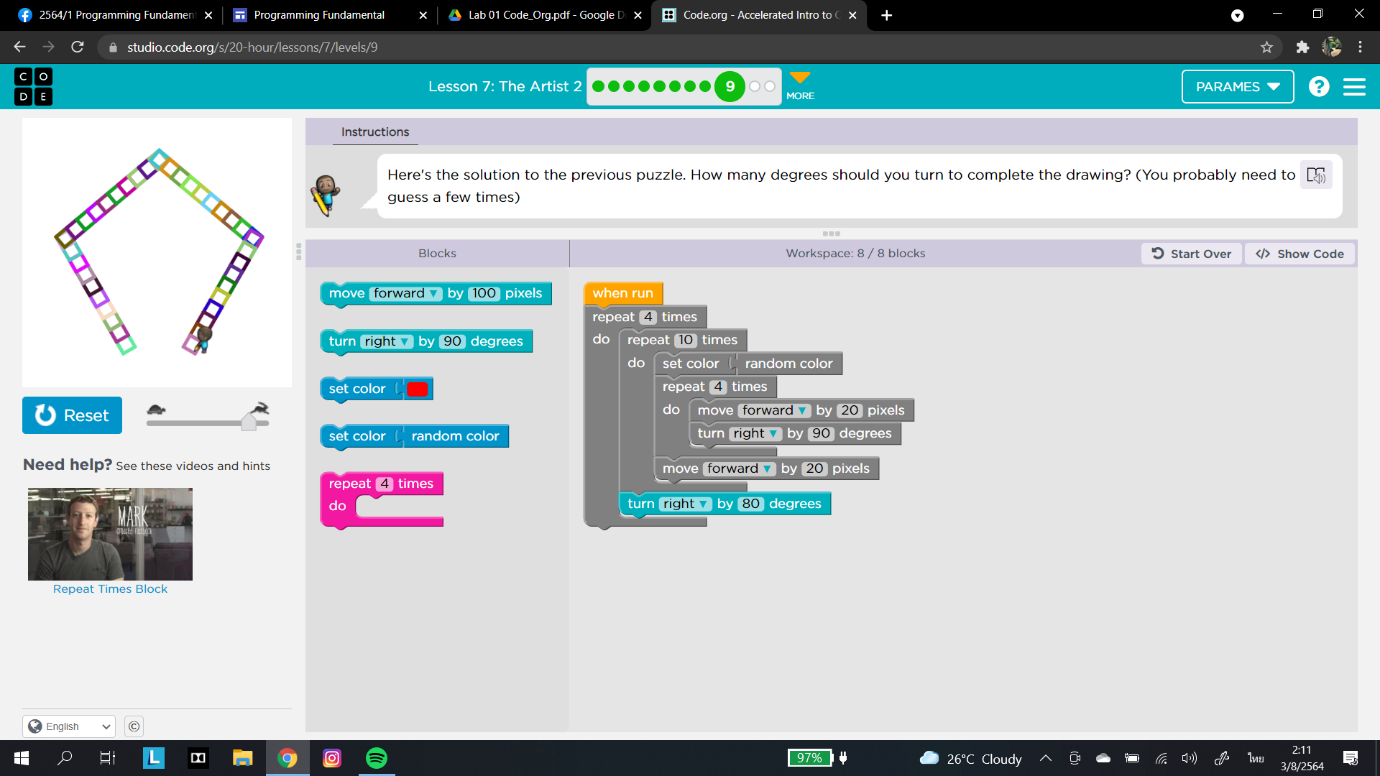 2564/1 Programming Fundamen
Programming Fundamental
Lab 01 Code_Org.pdf - Google D
Code.org - Accelerated Intro to C
studio.code.org/s/20-hour/lessons/7/levels/9
C O
D E
Lesson 7: The Artist 2
9
MORE
PARAMES
?
Instructions
Here's the solution to the previous puzzle. How many degrees should you turn to complete the drawing? (You probably need to
guess a few times)
Blocks
Workspace: 8 / 8 blocks
Start Over
</> Show Code
move forward by 100 pixels
turn right by 90 degrees
set color
set color random color
repeat 4 times
do
when run
repeat 4 times
do repeat 10 times
do set color random color
repeat 4 times
do move forward by 20 pixels
turn right by 90 degrees
move forward by 20 pixels
turn right by 80 degrees
Reset
Need help? See these videos and hints
MARK
Repeat Times Block
English
©
L
97%
26°C Cloudy
ไทย
2:11
3/8/2564